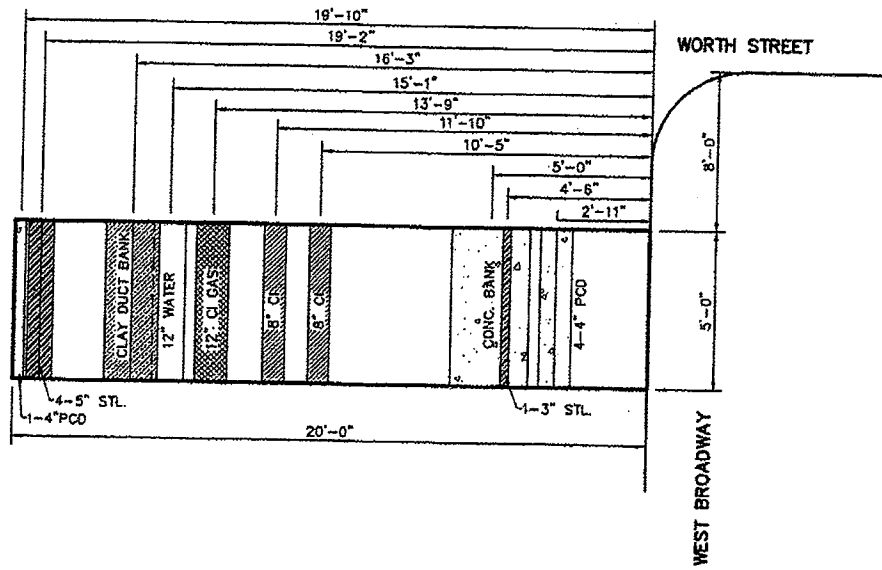 19'-10"
19'-2"
WORTH STREET
16'-3"
15'-1"
13'-9"
11'-10"
10'-5"
5'-0"
4'-6"
2'-11"
8'-0"
CLAY DUCT BANK
12" WATER
12" CI GAS
8" CI.
8" CI.
CONC. BANK
4-4" PCD
5'-0"
4-5" STL.
1-4"PCD
1-3" STL.
20'-0"
WEST BROADWAY